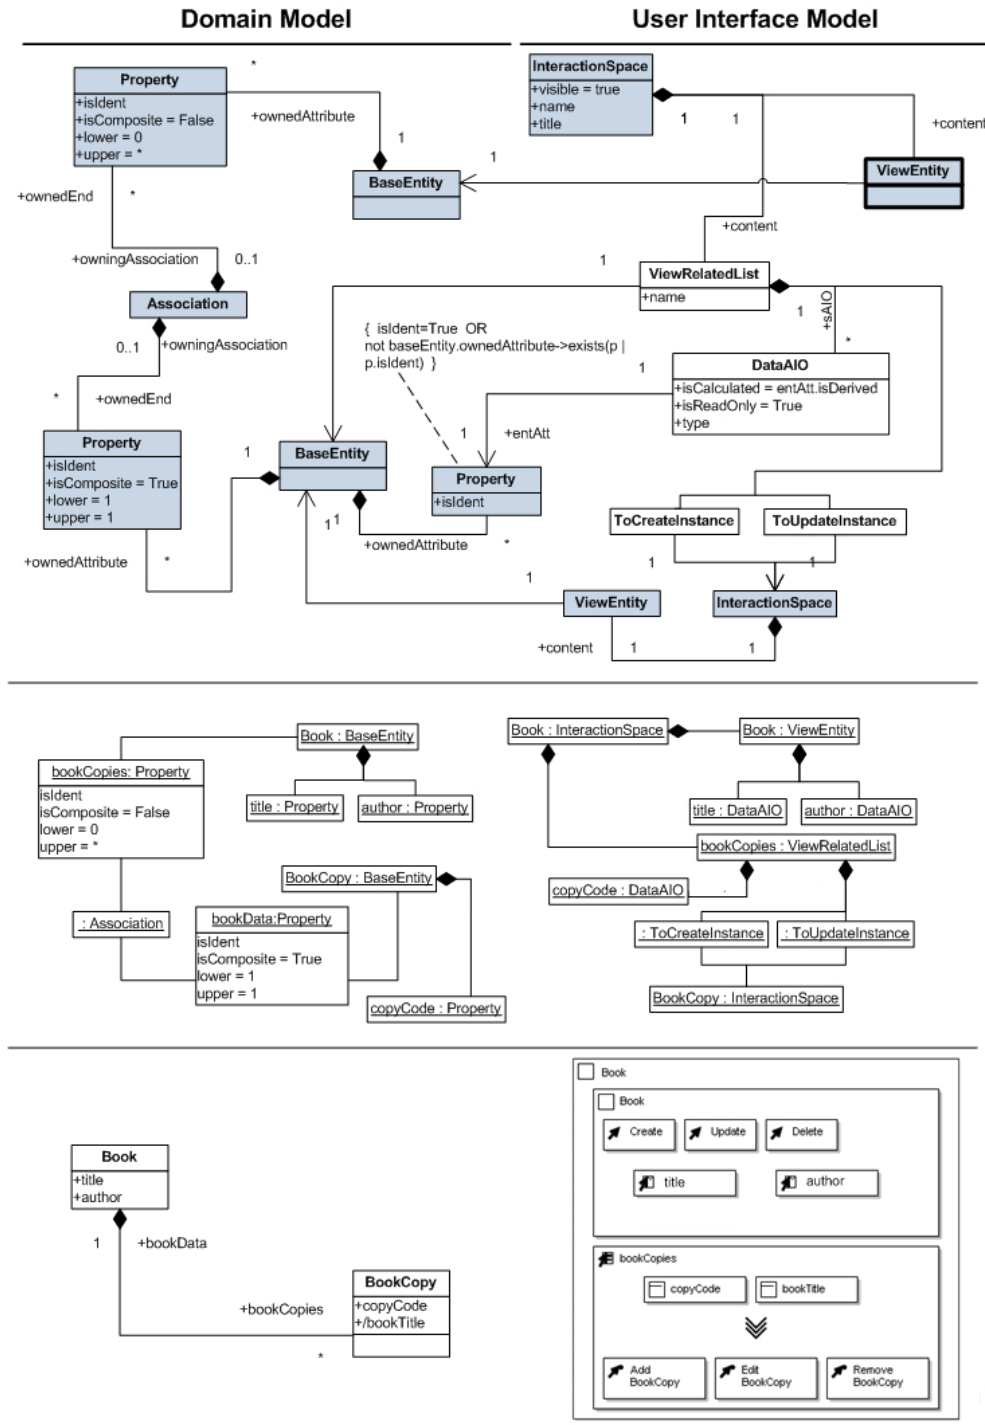 Domain Model
User Interface Model
Property
+isIdent
+isComposite = False
+lower = 0
+upper = *
*
+ownedAttribute
1
BaseEntity
InteractionSpace
+visible = true
+name
+title
1
1
+content
ViewEntity
1
+ownedEnd
*
+owningAssociation
0..1
Association
+content
1
ViewRelatedList
+name
0..1
+owningAssociation
{ isIdent=True OR
not baseEntity.ownedAttribute->exists(p |
p.isIdent) }
1
+sAIO
*
DataAIO
+isCalculated = entAtt.isDerived
+isReadOnly = True
+type
1
*
+ownedEnd
Property
+isIdent
+isComposite = True
+lower = 1
+upper = 1
1
BaseEntity
1
+entAtt
Property
+isIdent
ToCreateInstance
ToUpdateInstance
1
1
+ownedAttribute
*
+ownedAttribute
*
1
1
1
ViewEntity
InteractionSpace
+content
1
1
Book : BaseEntity
bookCopies: Property
isIdent
isComposite = False
lower = 0
upper = *
title : Property
author : Property
BookCopy : BaseEntity
: Association
bookData:Property
isIdent
isComposite = True
lower = 1
upper = 1
copyCode : Property
Book : InteractionSpace
Book : ViewEntity
title : DataAIO
author : DataAIO
bookCopies : ViewRelatedList
copyCode : DataAIO
: ToCreateInstance
: ToUpdateInstance
BookCopy : InteractionSpace
Book
+title
+author
1
+bookData
+bookCopies
*
BookCopy
+copyCode
+/bookTitle
Book
Book
Create
Update
Delete
title
author
bookCopies
copyCode
bookTitle
Add
BookCopy
Edit
BookCopy
Remove
BookCopy